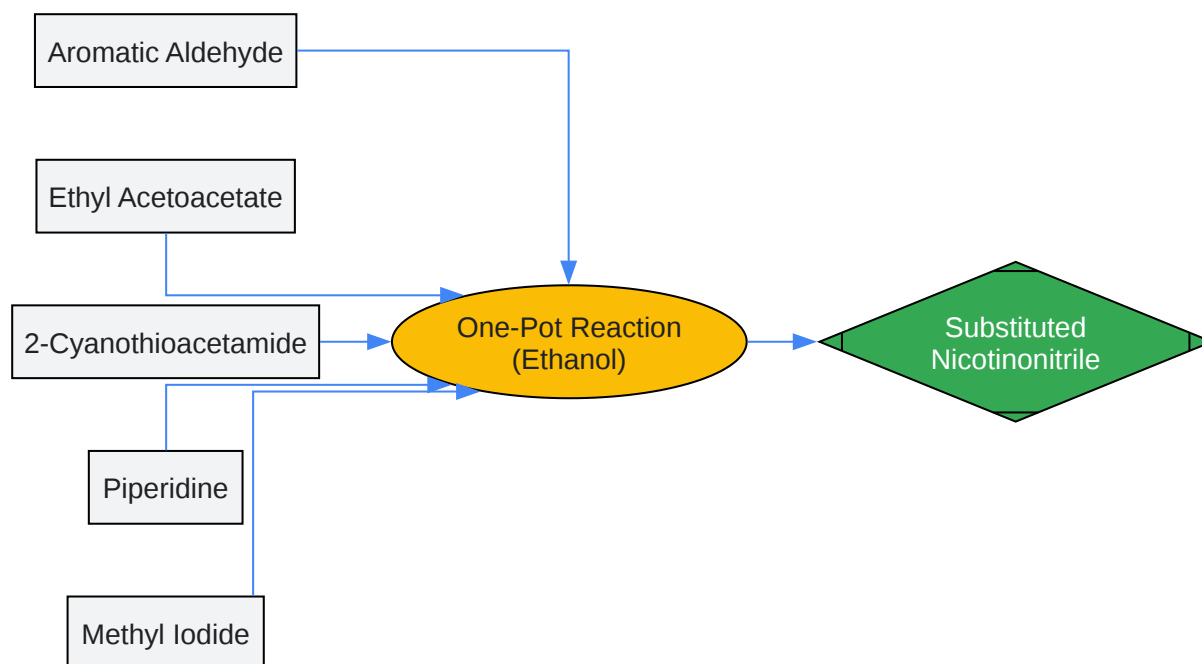 Aromatic Aldehyde
Ethyl Acetoacetate
2-Cyanothioacetamide
Piperidine
Methyl Iodide
One-Pot Reaction
(Ethanol)
Substituted
Nicotinonitrile